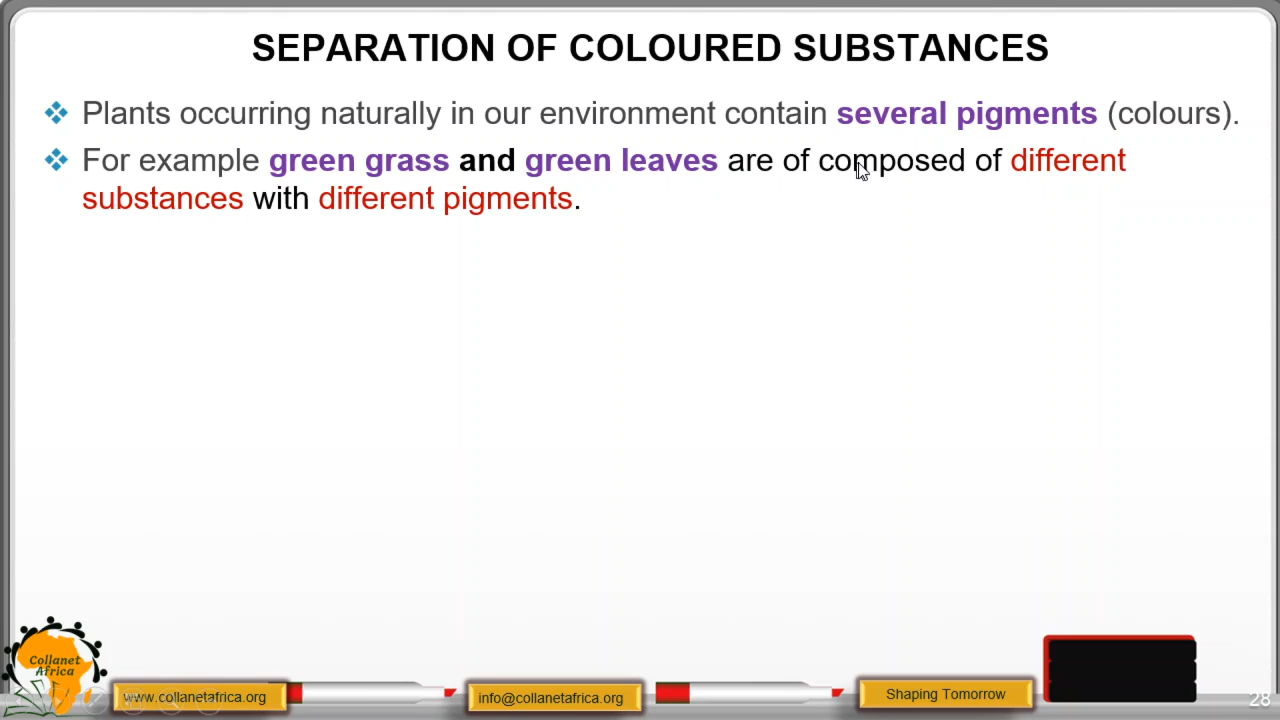 SEPARATION OF COLOURED SUBSTANCES
Plants occurring naturally in our environment contain several pigments (colours).
For example green grass and green leaves are of composed of different
substances with different pigments.
Collanet
Africa
www.collanetafrica.org
info@collanetafrica.org
Shaping Tomorrow
28